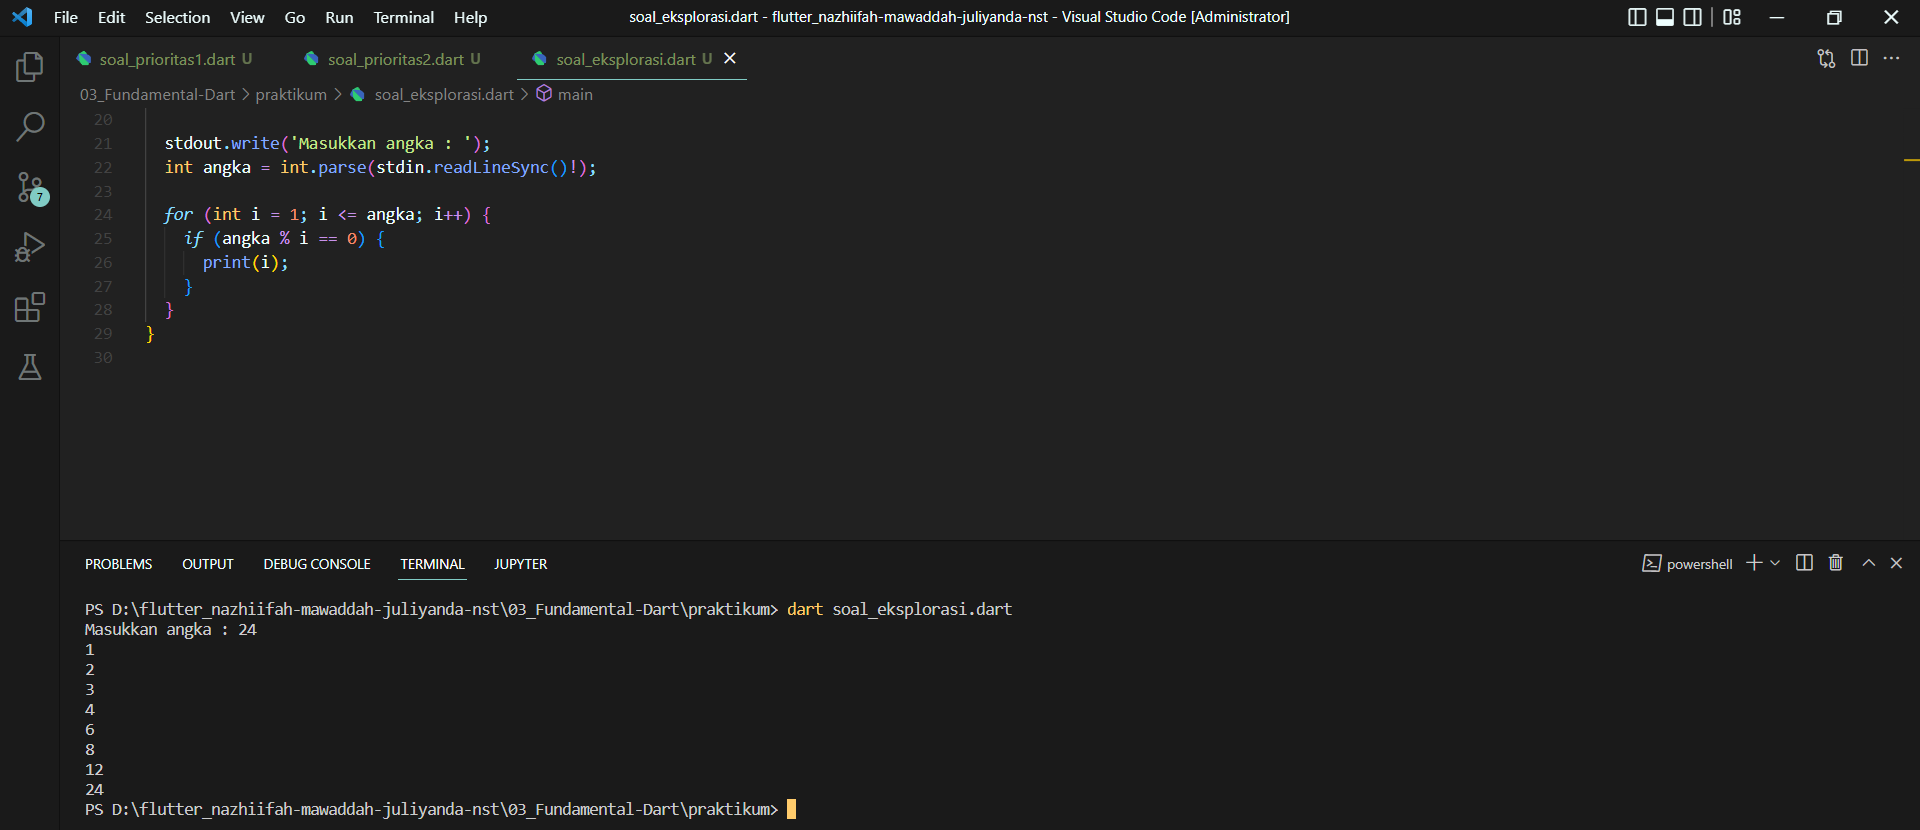 File Edit Selection View Go Run Terminal Help soal_eksplorasi.dart - flutter_nazhiifah-mawaddah-juliyanda-nst - Visual Studio Code [Administrator]
soal_prioritas1.dart U soal_prioritas2.dart U soal_eksplorasi.dart U
03_Fundamental-Dart > praktikum > soal_eksplorasi.dart > main
20
21 stdout.write('Masukkan angka : ');
22 int angka = int.parse(stdin.readLineSync()!);
23
24 for (int i = 1; i <= angka; i++) {
25 if (angka % i == 0) {
26 print(i);
27 }
28 }
29 }
30
7
PROBLEMS OUTPUT DEBUG CONSOLE TERMINAL JUPYTER powershell
PS D:\flutter_nazhiifah-mawaddah-juliyanda-nst\03_Fundamental-Dart\praktikum> dart soal_eksplorasi.dart
Masukkan angka : 24
1
2
3
4
6
8
12
24
PS D:\flutter_nazhiifah-mawaddah-juliyanda-nst\03_Fundamental-Dart\praktikum>